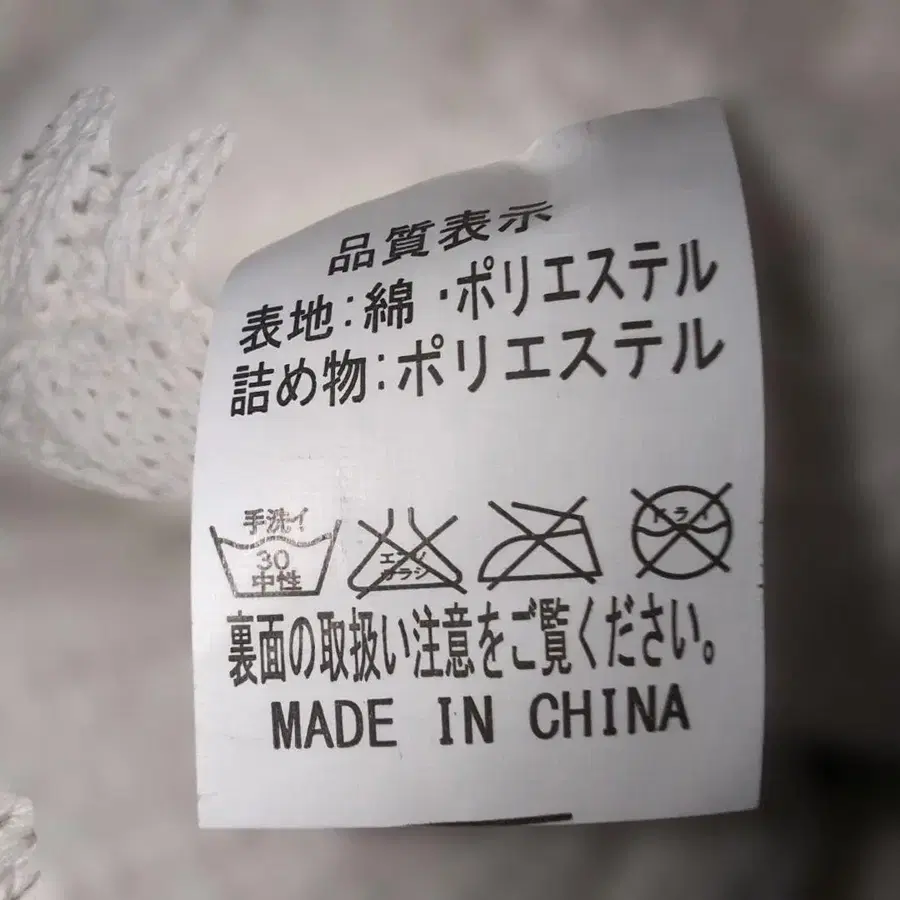 品質表示
表地:綿・ポリエステル
詰め物:ポリエステル
手洗イ
30
中性
エンソ
サラシ
ドライ
裏面の取扱い注意をご覧ください。
MADE IN CHINA